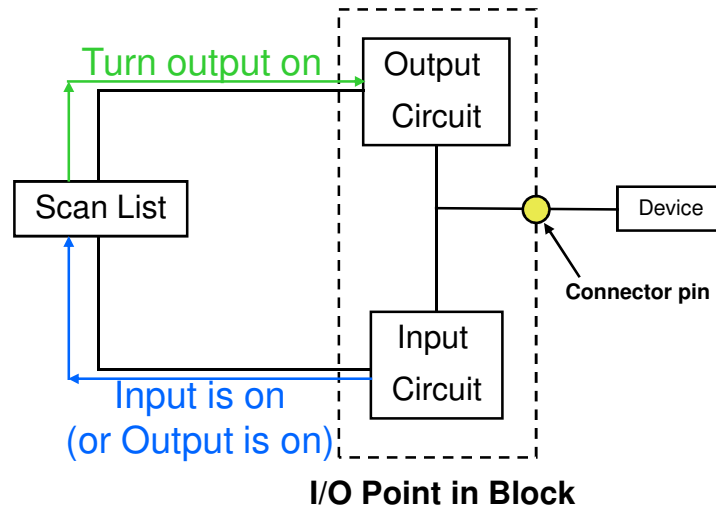 Turn output on
Output
Circuit
Scan List
Device
Connector pin
Input
Circuit
Input is on
(or Output is on)
I/O Point in Block